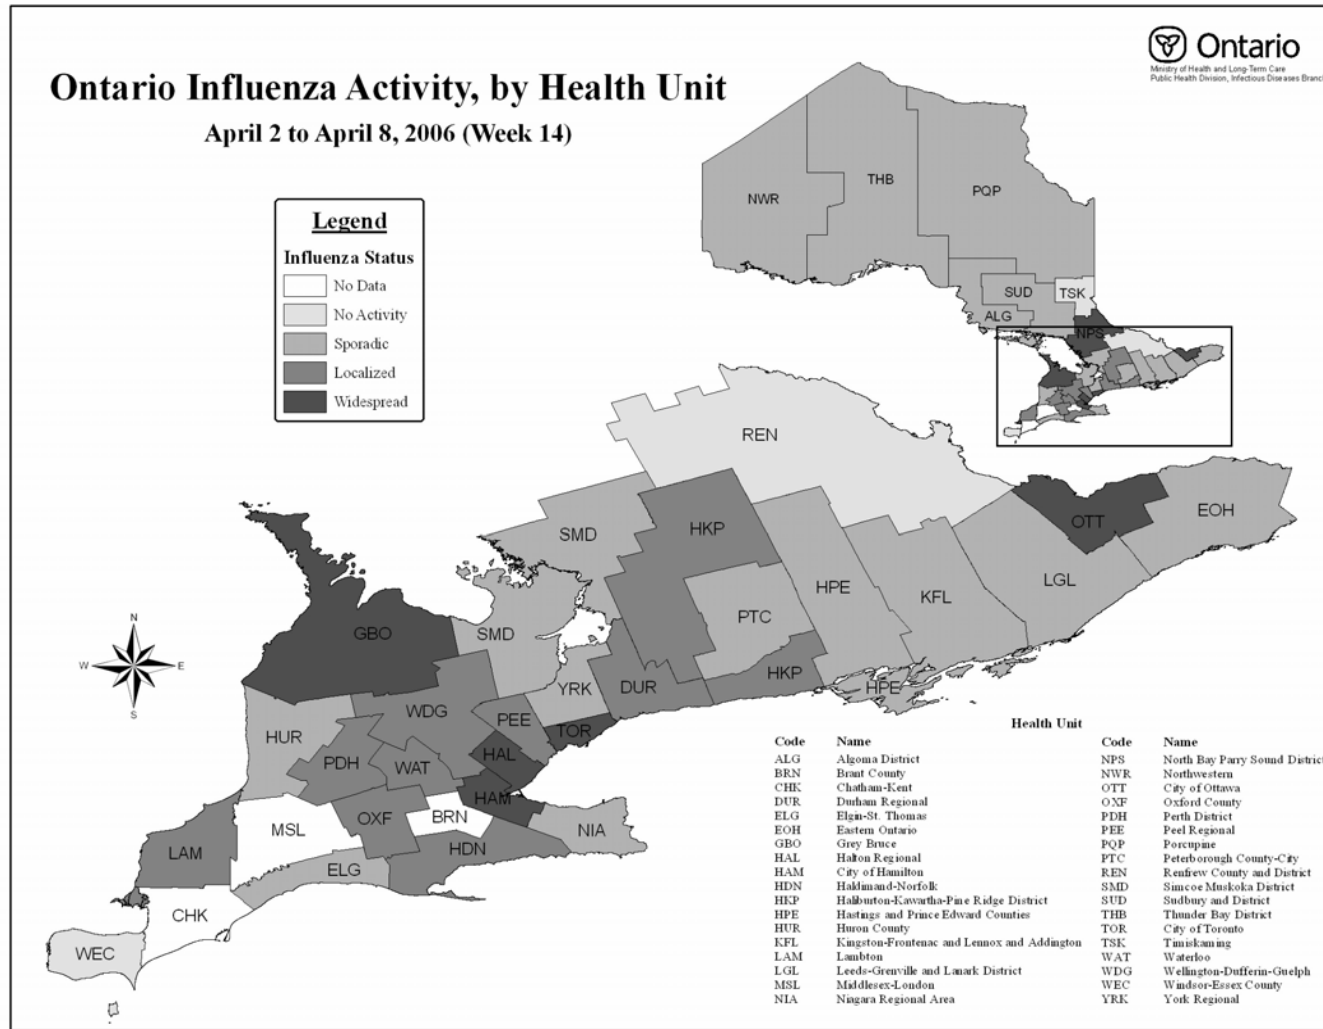 Ontario
Ministry of Health and Long-Term Care
Public Health Division, Infectious Diseases Branch
Ontario Influenza Activity, by Health Unit
April 2 to April 8, 2006 (Week 14)
Legend
Influenza Status
No Data
No Activity
Sporadic
Localized
Widespread
NWR
THB
PQP
SUD
TSK
ALG
NPS
REN
SMD
HKP
OTT
EOH
HPE
KFL
LGL
PTC
GBO
SMD
YRK
DUR
HKP
HPE
WDG
PEE
TOR
HUR
PDH
WAT
HAL
HAM
MSL
OXF
BRN
NIA
LAM
HDN
ELG
CHK
WEC
N
W E
S
Health Unit
Code Name Code Name
ALG Algoma District NPS North Bay Parry Sound District
BRN Brant County NWR Northwestern
CHK Chatham-Kent OTT City of Ottawa
DUR Durham Regional OXF Oxford County
ELG Elgin-St. Thomas PDH Perth District
EOH Eastern Ontario PEE Peel Regional
GBO Grey Bruce PQP Porcupine
HAL Halton Regional PTC Peterborough County-City
HAM City of Hamilton REN Renfrew County and District
HDN Haldimand-Norfolk SMD Simcoe Muskoka District
HKP Haliburton-Kawartha-Pine Ridge District SUD Sudbury and District
HPE Hastings and Prince Edward Counties THB Thunder Bay District
HUR Huron County TOR City of Toronto
KFL Kingston-Frontenac and Lennox and Addington TSK Timiskaming
LAM Lambton WAT Waterloo
LGL Leeds-Grenville and Lanark District WDG Wellington-Dufferin-Guelph
MSL Middlesex-London WEC Windsor-Essex County
NIA Niagara Regional Area YRK York Regional